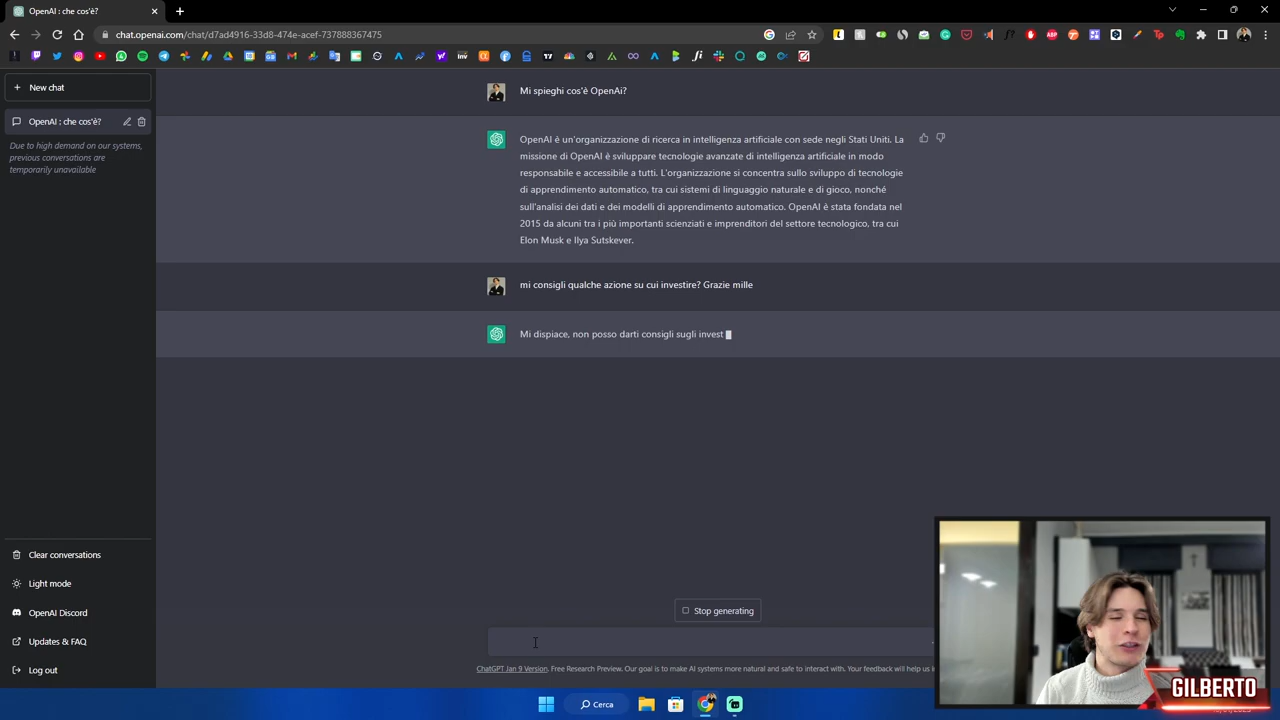 OpenAI : che cos'è?
chat.openai.com/chat/d7ad4916-33d8-474e-acef-737888367475
New chat
OpenAI : che cos'è?
Due to high demand on our systems,
previous conversations are
temporarily unavailable
Mi spieghi cos'è OpenAi?
OpenAI è un'organizzazione di ricerca in intelligenza artificiale con sede negli Stati Uniti. La
missione di OpenAI è sviluppare tecnologie avanzate di intelligenza artificiale in modo
responsabile e accessibile a tutti. L'organizzazione si concentra sullo sviluppo di tecnologie
di apprendimento automatico, tra cui sistemi di linguaggio naturale e di gioco, nonché
sull'analisi dei dati e dei modelli di apprendimento automatico. OpenAI è stata fondata nel
2015 da alcuni tra i più importanti scienziati e imprenditori del settore tecnologico, tra cui
Elon Musk e Ilya Sutskever.
mi consigli qualche azione su cui investire? Grazie mille
Mi dispiace, non posso darti consigli sugli invest
Clear conversations
Light mode
OpenAI Discord
Updates & FAQ
Log out
Stop generating
ChatGPT Jan 9 Version. Free Research Preview. Our goal is to make AI systems more natural and safe to interact with. Your feedback will help us
GILBERTO
Cerca